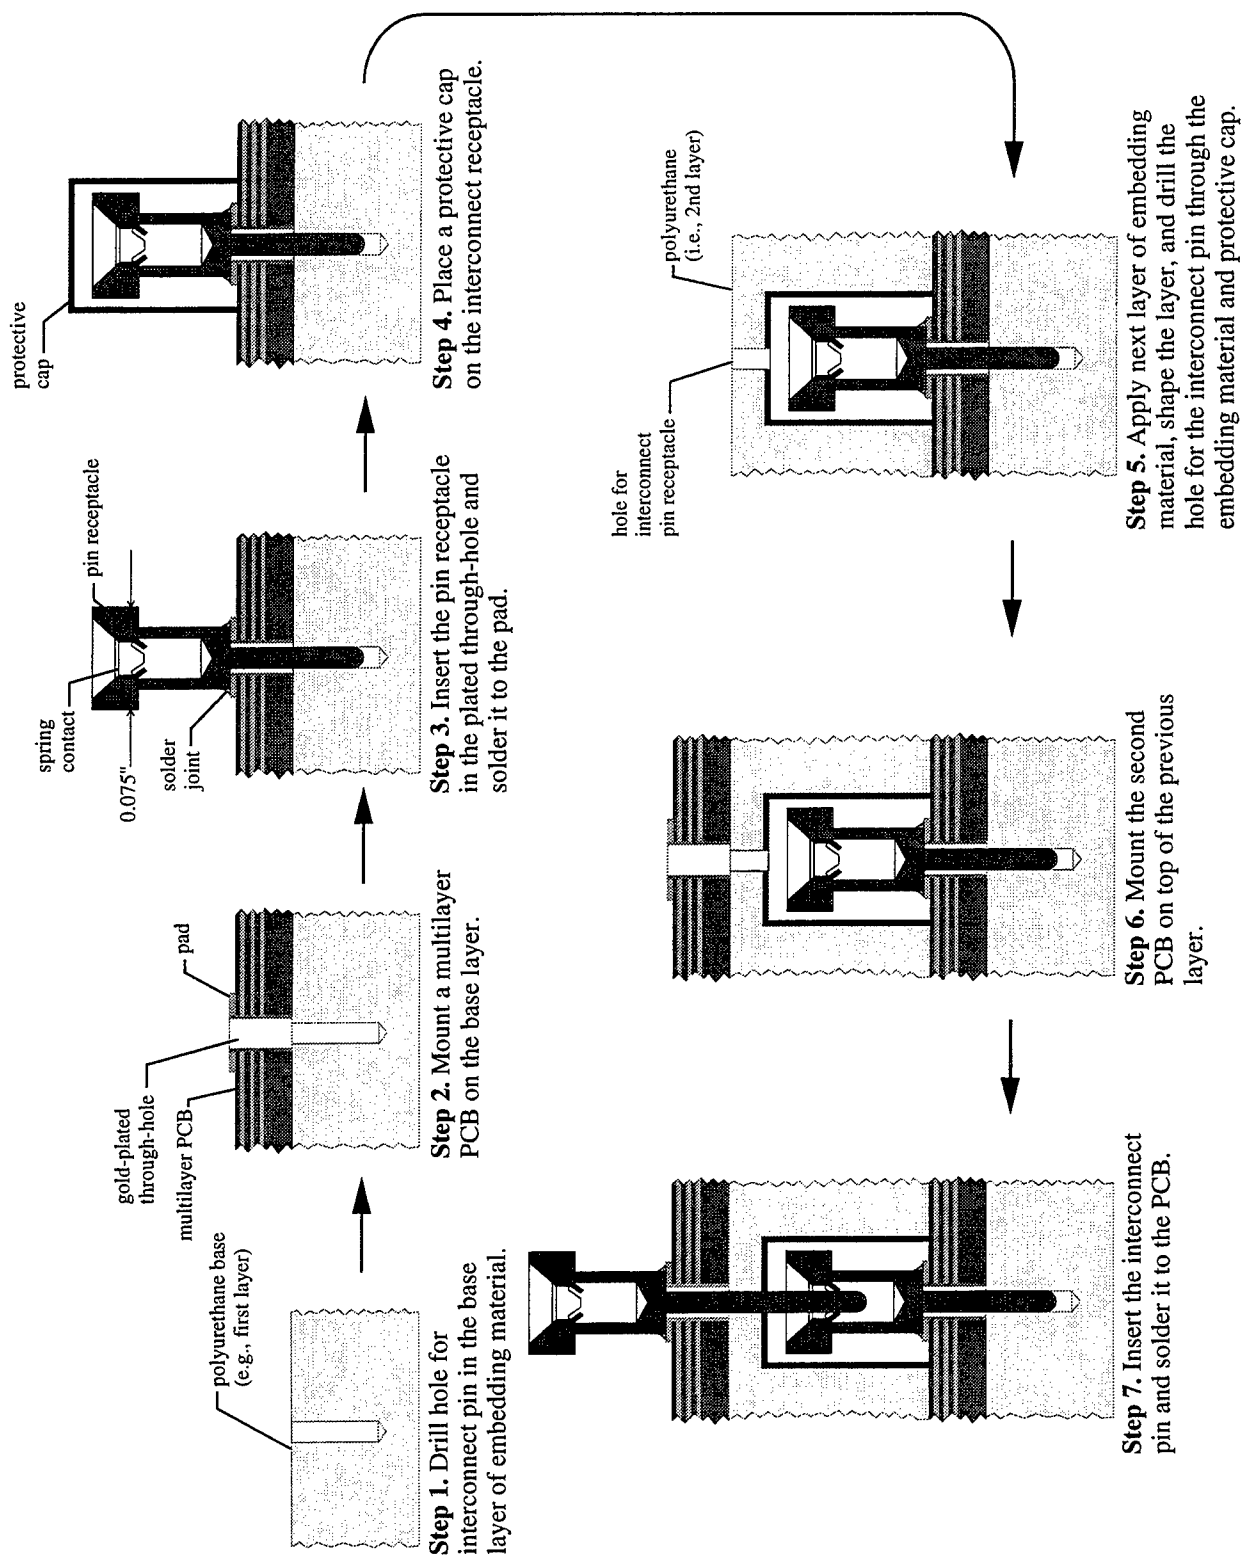 polyurethane base
(e.g., first layer)
Step 1. Drill hole for
interconnect pin in the base
layer of embedding material.
gold-plated
through-hole
multilayer PCB
pad
Step 2. Mount a multilayer
PCB on the base layer.
spring
contact
pin receptacle
0.075"
solder
joint
Step 3. Insert the pin receptacle
in the plated through-hole and
solder it to the pad.
protective
cap
Step 4. Place a protective cap
on the interconnect receptacle.
hole for
interconnect
pin receptacle
polyurethane
(i.e., 2nd layer)
Step 5. Apply next layer of embedding
material, shape the layer, and drill the
hole for the interconnect pin through the
embedding material and protective cap.
Step 6. Mount the second
PCB on top of the previous
layer.
Step 7. Insert the interconnect
pin and solder it to the PCB.